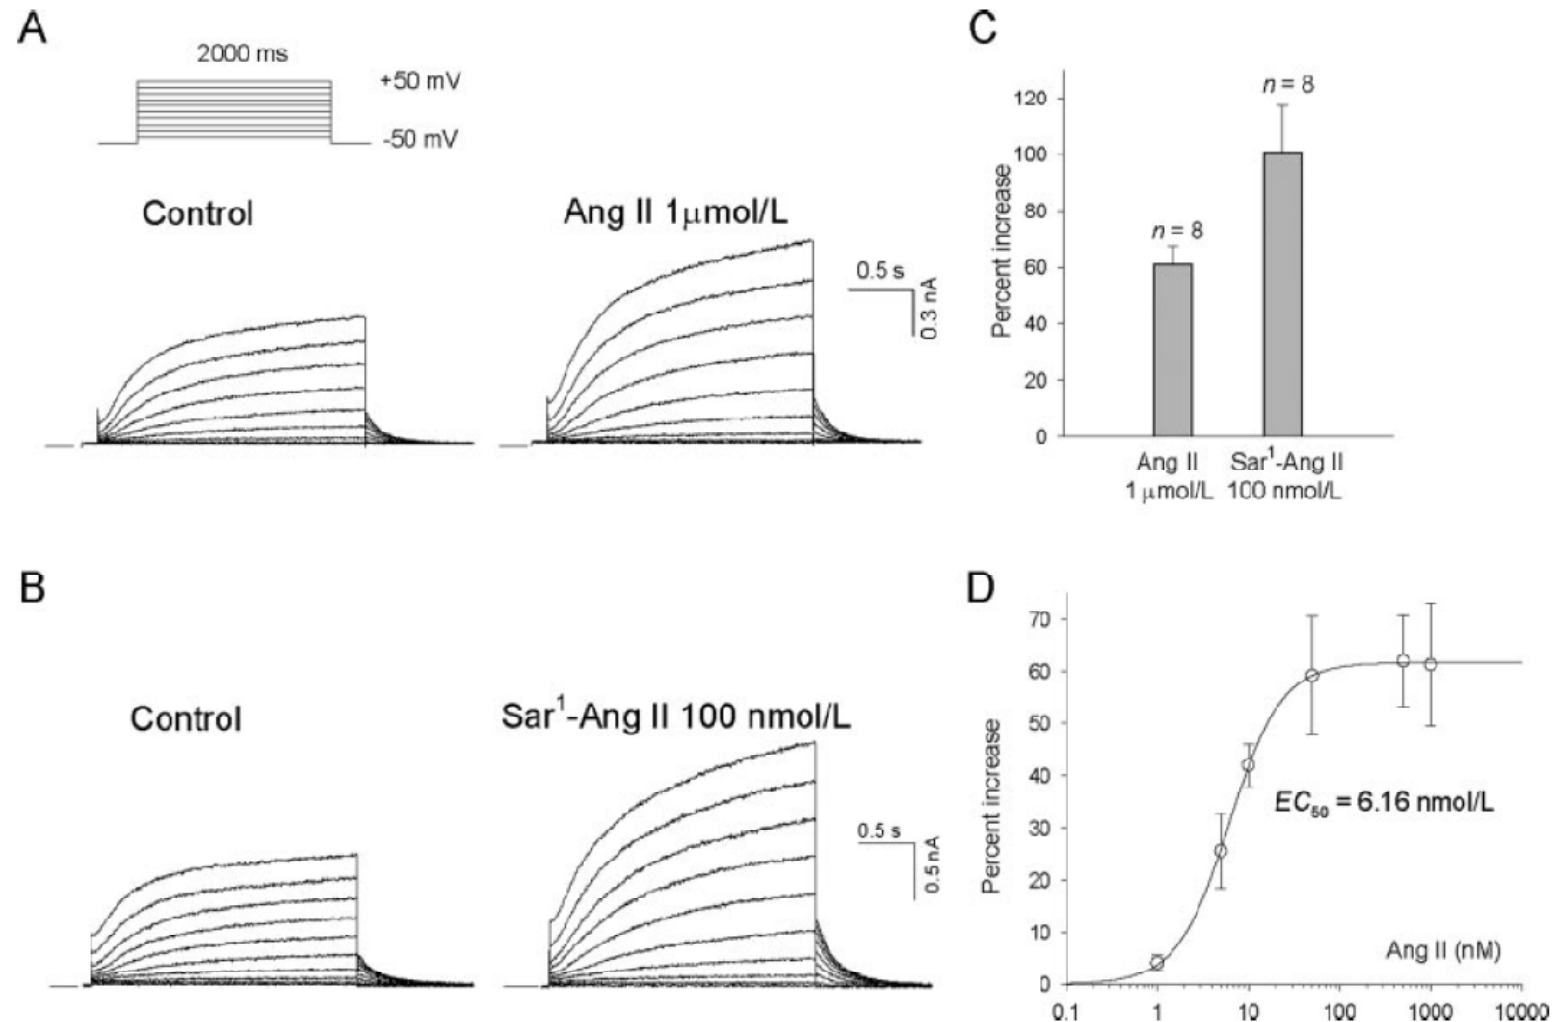 A
2000 ms
+50 mV
-50 mV
Control
Ang II 1μmol/L
0.5 s
0.3 nA
B
Control
Sar¹-Ang II 100 nmol/L
0.5 s
0.5 nA
C
Percent increase
120
100
80
60
40
20
0
n = 8
n = 8
Ang II
1 μmol/L
Sar¹-Ang II
100 nmol/L
D
Percent increase
70
60
50
40
30
20
10
0
EC₅₀ = 6.16 nmol/L
Ang II (nM)
0.1 1 10 100 1000 10000